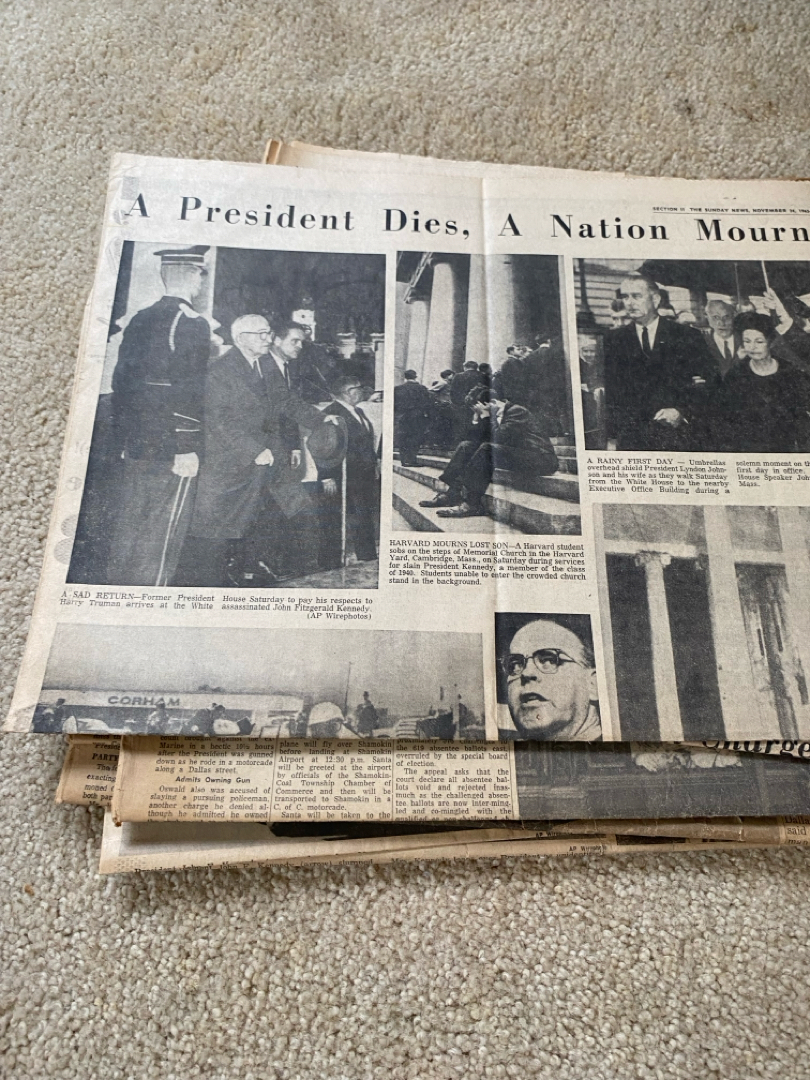 SECTION II THE SUNDAY NEWS, NOVEMBER 24, 196
A President Dies, A Nation Mourn
A RAINY FIRST DAY — Umbrellas
overhead shield President Lyndon John-
son and his wife as they walk Saturday
from the White House to the nearby
Executive Office Building during a
solemn moment on th
first day in office.
House Speaker Joh
Mass.
HARVARD MOURNS LOST SON—A Harvard student
sobs on the steps of Memorial Church in the Harvard
Yard, Cambridge, Mass., on Saturday during services
for slain President Kennedy, a member of the class
of 1940. Students unable to enter the crowded church
stand in the background.
A SAD RETURN—Former President
Harry Truman arrives at the White
House Saturday to pay his respects to
assassinated John Fitzgerald Kennedy.
(AP Wirephotos)
CORHAM
Marine in a hectic 10½ hours
after the President was gunned
down as he rode in a motorcade
along a Dallas street.
Admits Owning Gun
Oswald also was accused of
slaying a pursuing policeman,
another charge he denied al-
though he admitted he owned
plane will fly over Shamokin
before landing at Shamokin
Airport at 12:30 p.m. Santa
will be greeted at the airport
by officials of the Shamokin-
Coal Township Chamber of
Commerce and then will be
transported to Shamokin in a
C. of C. motorcade.
Santa will be taken to the
the 618 absentee ballots cast,
overruled by the special board
of election.
The appeal asks that the
court declare all absentee bal-
lots void and rejected inas-
much as the challenged absen-
tee ballots are now inter-ming-
led and co-mingled with the
Charge
PARTY
exacting
both par
said